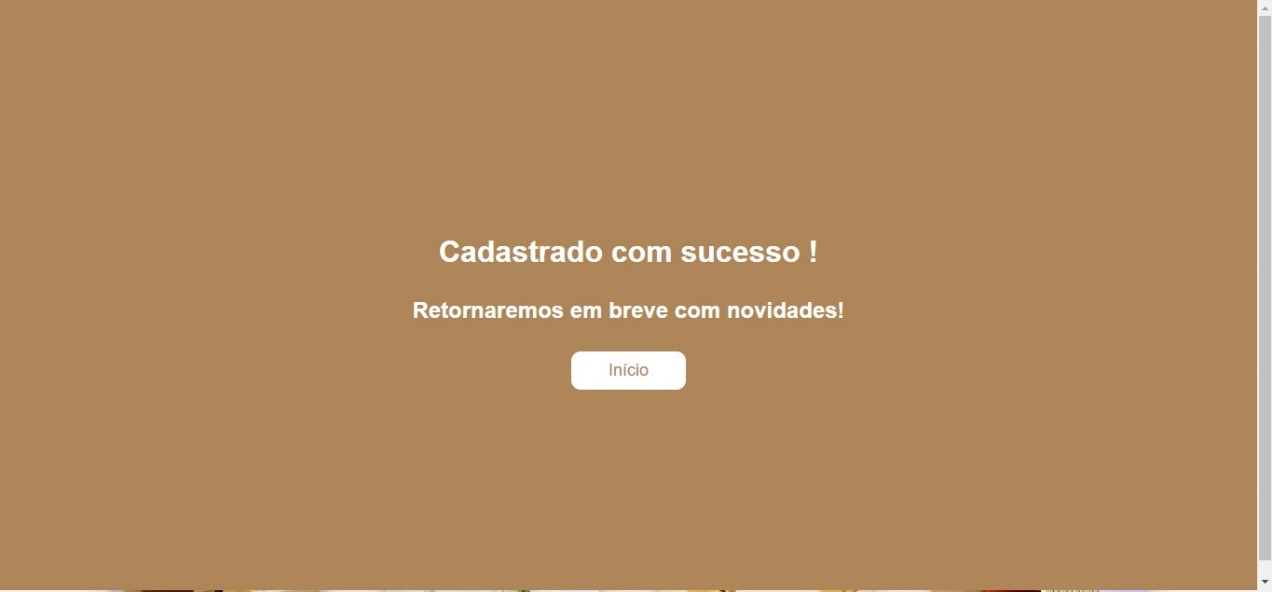 Cadastrado com sucesso !
Retornaremos em breve com novidades!
Início